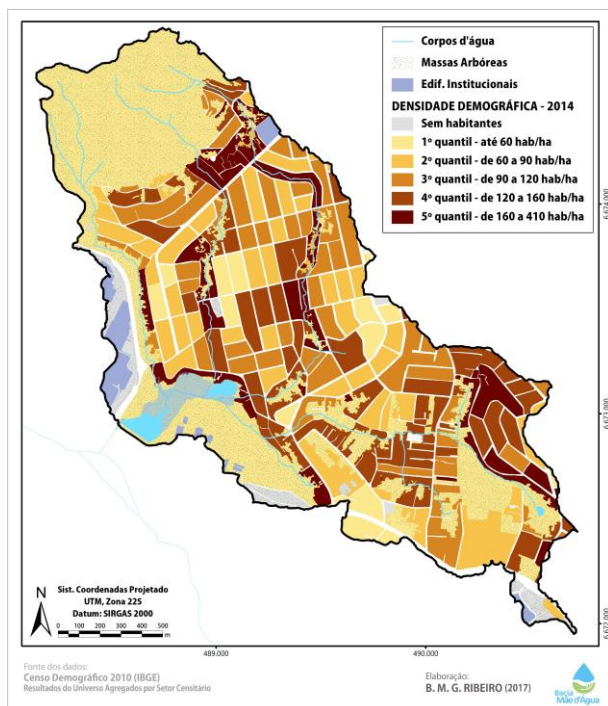 Corpos d'água
Massas Arbóreas
Edif. Institucionais
DENSIDADE DEMOGRÁFICA - 2014
Sem habitantes
1º quantil - até 60 hab/ha
2º quantil - de 60 a 90 hab/ha
3º quantil - de 90 a 120 hab/ha
4º quantil - de 120 a 160 hab/ha
5º quantil - de 160 a 410 hab/ha
6.674.000
6.673.000
6.672.000
N
Sist. Coordenadas Projetado
UTM, Zona 22S
Datum: SIRGAS 2000
0 100 200 300 400 500
m
489.000
490.000
Fonte dos dados:
Censo Demográfico 2010 (IBGE)
Resultados do Universo Agregados por Setor Censitário
Elaboração:
B. M. G. RIBEIRO (2017)
Bacia
Mãe d'Água